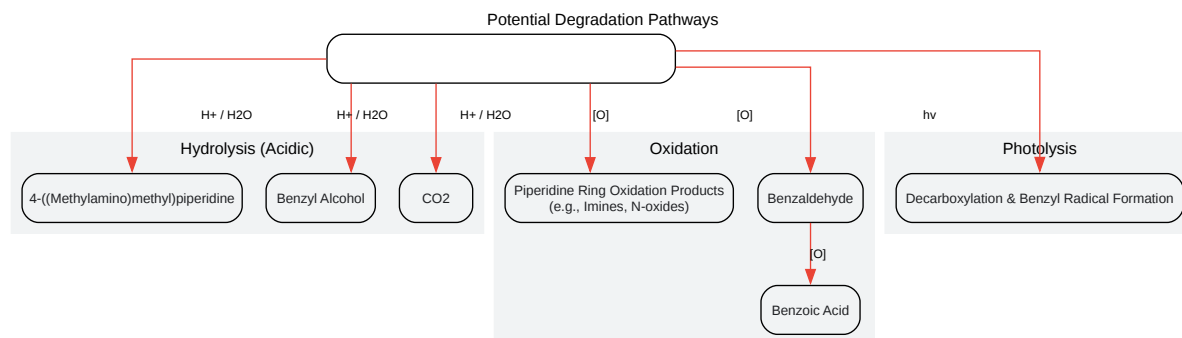 Potential Degradation Pathways
H+ / H2O
H+ / H2O
H+ / H2O
[O]
[O]
hv
Hydrolysis (Acidic)
Oxidation
Photolysis
4-((Methylamino)methyl)piperidine
Benzyl Alcohol
CO2
Piperidine Ring Oxidation Products
(e.g., Imines, N-oxides)
Benzaldehyde
Decarboxylation & Benzyl Radical Formation
[O]
Benzoic Acid